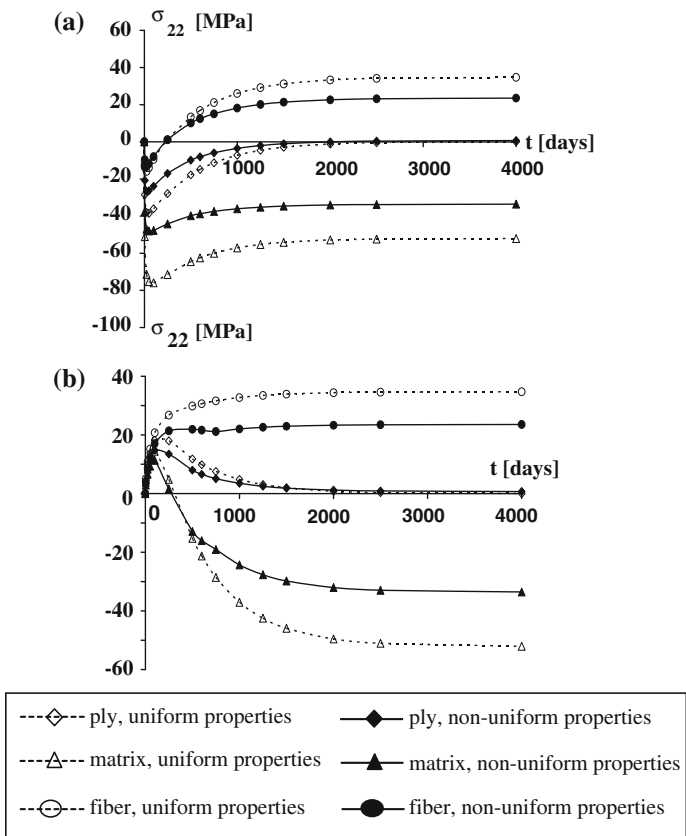 (a)
σ22 [MPa]
60
40
20
0
-20
-40
-60
-80
-100
1000
2000
3000
4000
t [days]
σ22 [MPa]
(b)
40
20
0
-20
-40
-60
t [days]
0
1000
2000
3000
4000
ply, uniform properties
ply, non-uniform properties
matrix, uniform properties
matrix, non-uniform properties
fiber, uniform properties
fiber, non-uniform properties